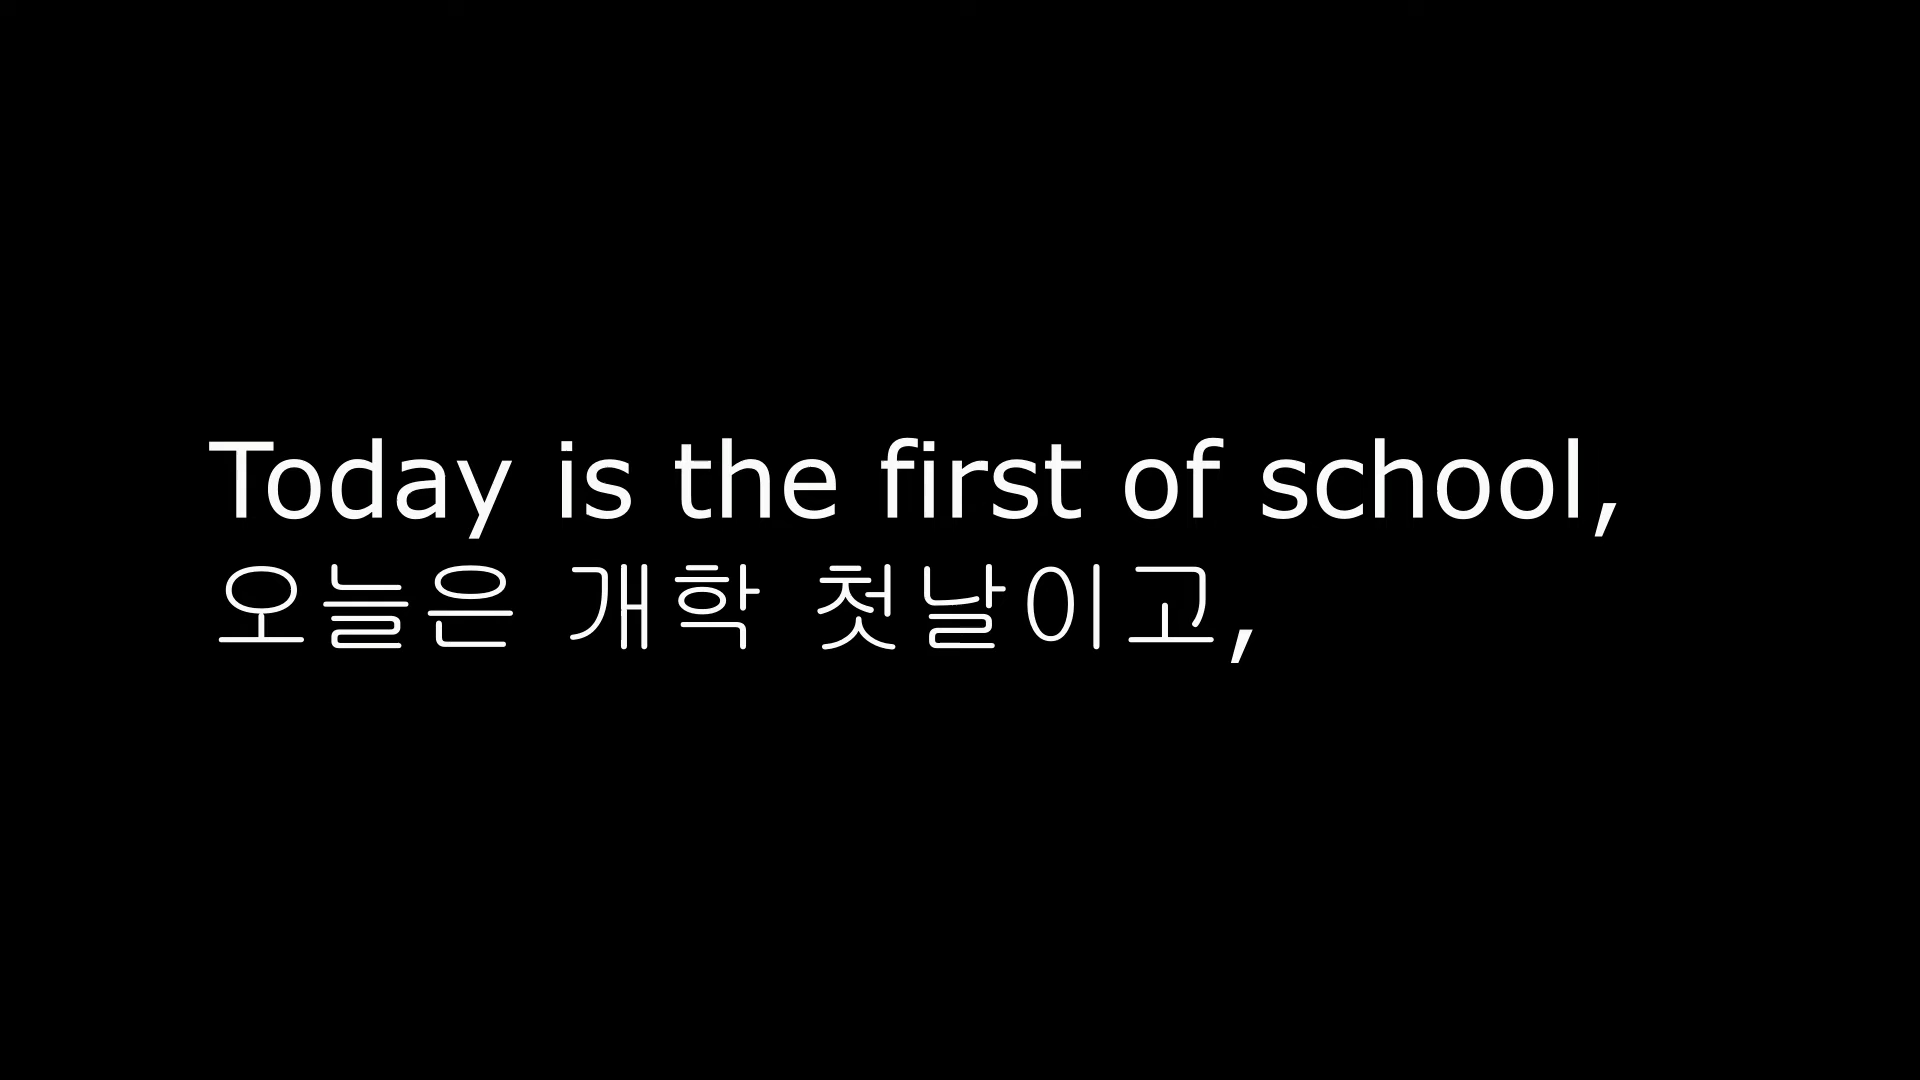 Today is the first of school,
오늘은 개학 첫날이고,